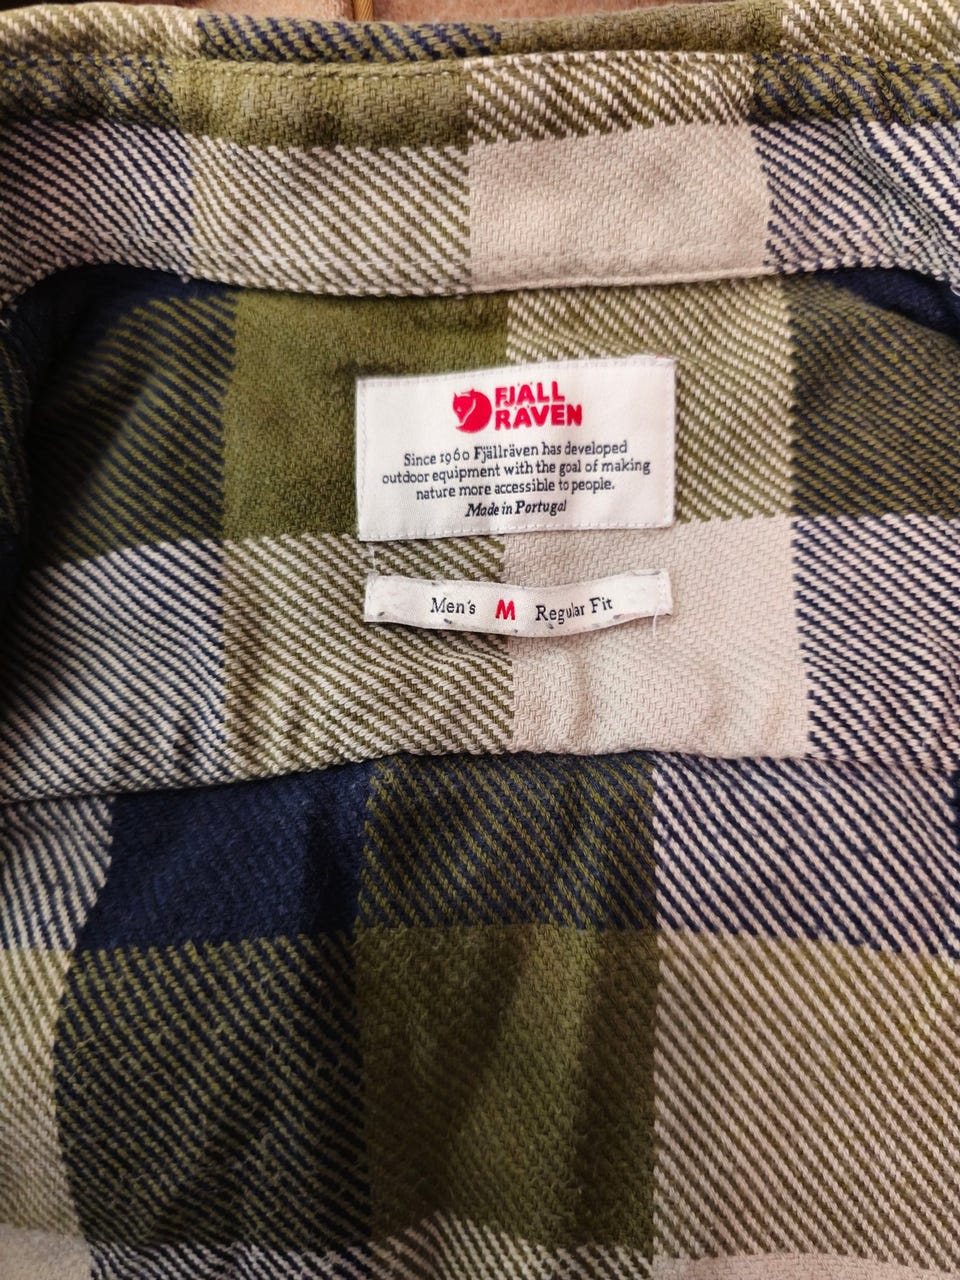 FJÄLL
RÄVEN
Since 1960 Fjällräven has developed
outdoor equipment with the goal of making
nature more accessible to people.
Made in Portugal
Men's M Regular Fit